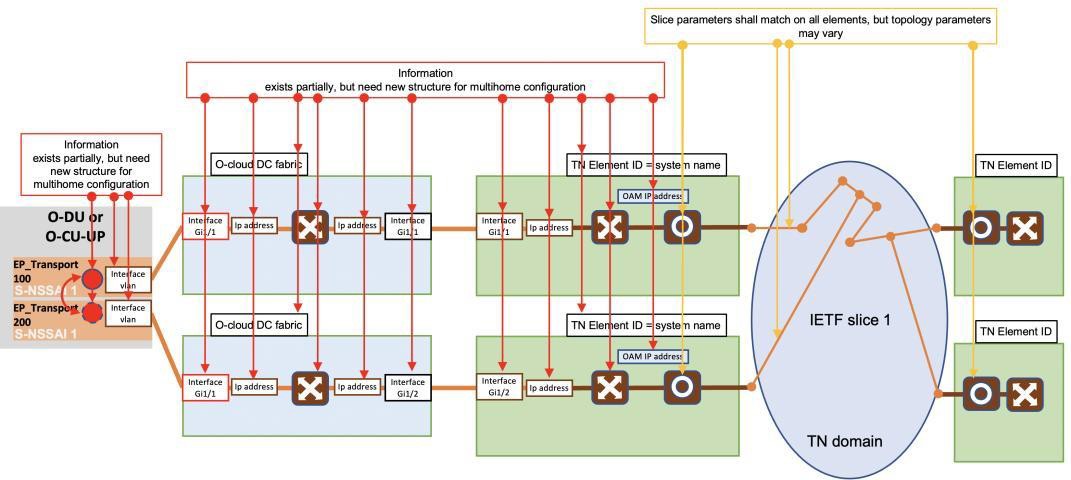 Slice parameters shall match on all elements, but topology parameters
may vary
Information
exists partially, but need new structure for multihome configuration
Information
exists partially, but need
new structure for
multihome configuration
O-cloud DC fabric
TN Element ID = system name
TN Element ID
OAM IP address
O-DU or
O-CU-UP
Interface
Gi1/1
Ip address
Ip address
Interface
Gi1/1
Interface
Gi1/1
Ip address
EP_Transport
100
S-NSSAI 1
Interface
vlan
EP_Transport
200
S-NSSAI 1
Interface
vlan
O-cloud DC fabric
TN Element ID = system name
IETF slice 1
TN Element ID
OAM IP address
Interface
Gi1/1
Ip address
Ip address
Interface
Gi1/2
Interface
Gi1/2
Ip address
TN domain